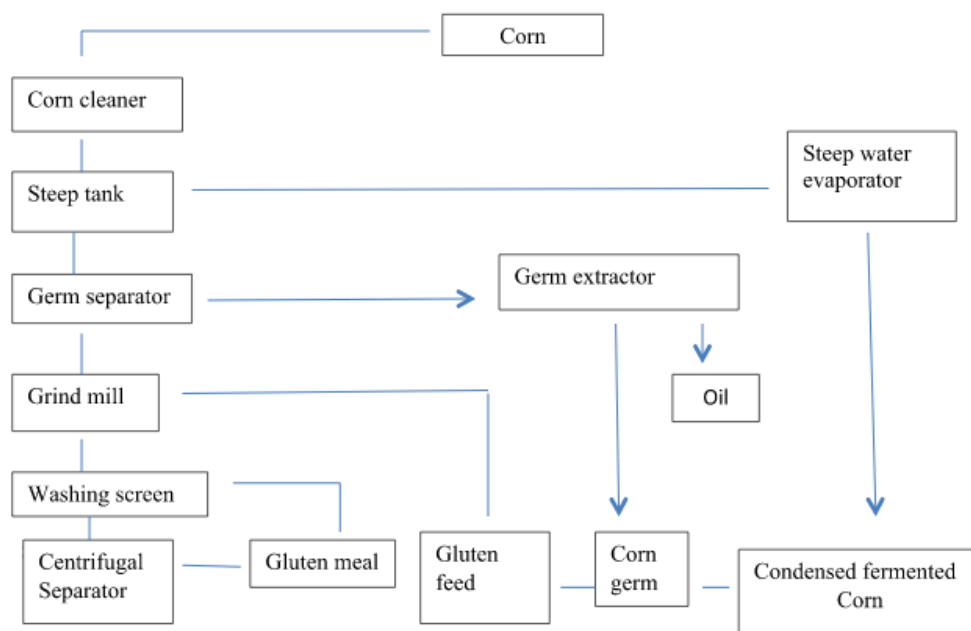 Corn
Corn cleaner
Steep water
evaporator
Steep tank
Germ separator
Germ extractor
Grind mill
Oil
Washing screen
Centrifugal
Separator
Gluten meal
Gluten
feed
Corn
germ
Condensed fermented
Corn